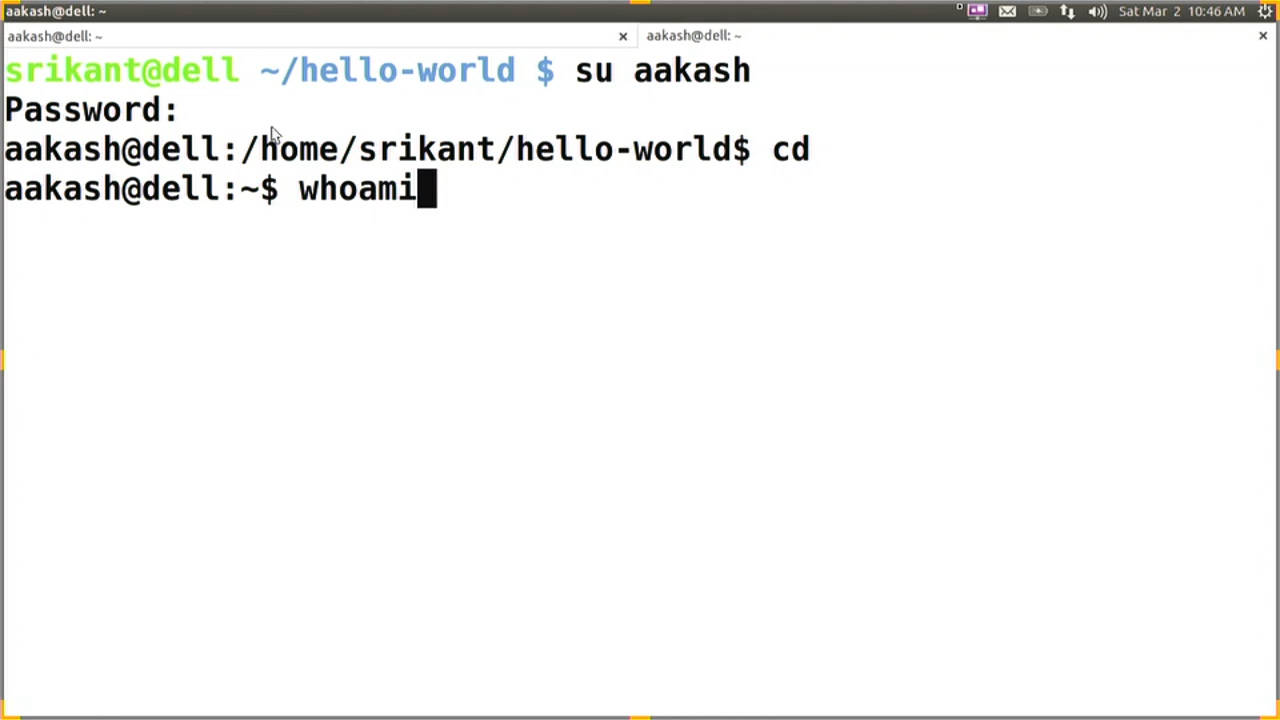 aakash@dell: ~
Sat Mar 2 10:46 AM
aakash@dell: ~
aakash@dell: ~
srikant@dell ~/hello-world $ su aakash
Password:
aakash@dell:/home/srikant/hello-world$ cd
aakash@dell:~$ whoami